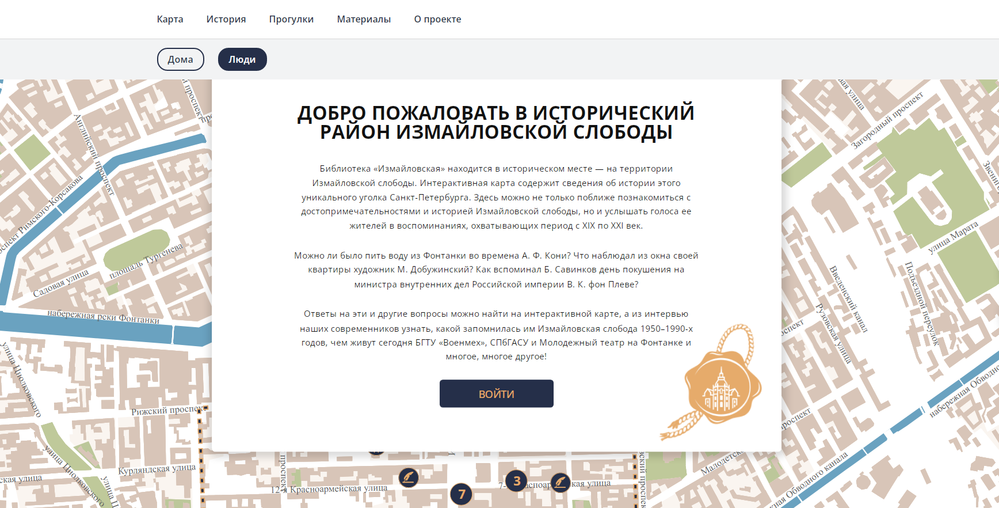 Карта История Прогулки Материалы О проекте
Дома Люди
ДОБРО ПОЖАЛОВАТЬ В ИСТОРИЧЕСКИЙ
РАЙОН ИЗМАЙЛОВСКОЙ СЛОБОДЫ
Библиотека «Измайловская» находится в историческом месте — на территории
Измайловской слободы. Интерактивная карта содержит сведения об истории этого
уникального уголка Санкт-Петербурга. Здесь можно не только поближе познакомиться с
достопримечательностями и историей Измайловской слободы, но и услышать голоса ее
жителей в воспоминаниях, охватывающих период с XIX по XXI век.
Можно ли было пить воду из Фонтанки во времена А. Ф. Кони? Что наблюдал из окна своей
квартиры художник М. Добужинский? Как вспоминал Б. Савинков день покушения на
министра внутренних дел Российской империи В. К. фон Плеве?
Ответы на эти и другие вопросы можно найти на интерактивной карте, а из интервью
наших современников узнать, какой запомнилась им Измайловская слобода 1950–1990-х
годов, чем живут сегодня БГТУ «Военмех», СПбГАСУ и Молодежный театр на Фонтанке и
многое, многое другое!
ВОЙТИ
проспект
Английский проспект
Римского-Корсакова
Садовая улица
площадь Тургенева
набережная реки Фонтанки
улица Циолковского
Рижский проспект
улица Циолковского
Курляндская улица
улица
улица
проспект
12-я Красноармейская улица
7
3
улица
улица
Загородный проспект
улица Марата
Введенский канал
Подъездной переулок
Рузовская улица
набережная
Обводного канала